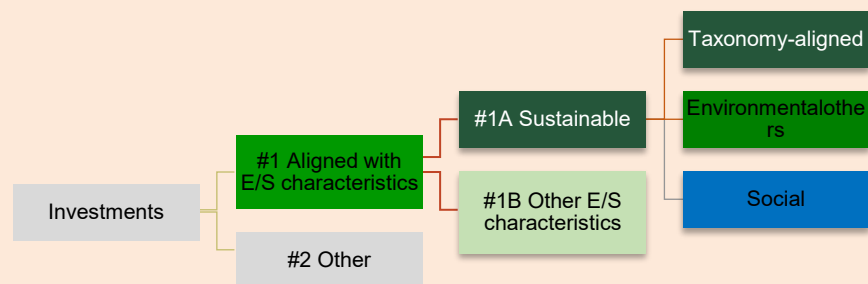 Taxonomy-aligned
#1A Sustainable
Environmentalothe
rs
#1 Aligned with
E/S characteristics
#1B Other E/S
characteristics
Social
Investments
#2 Other